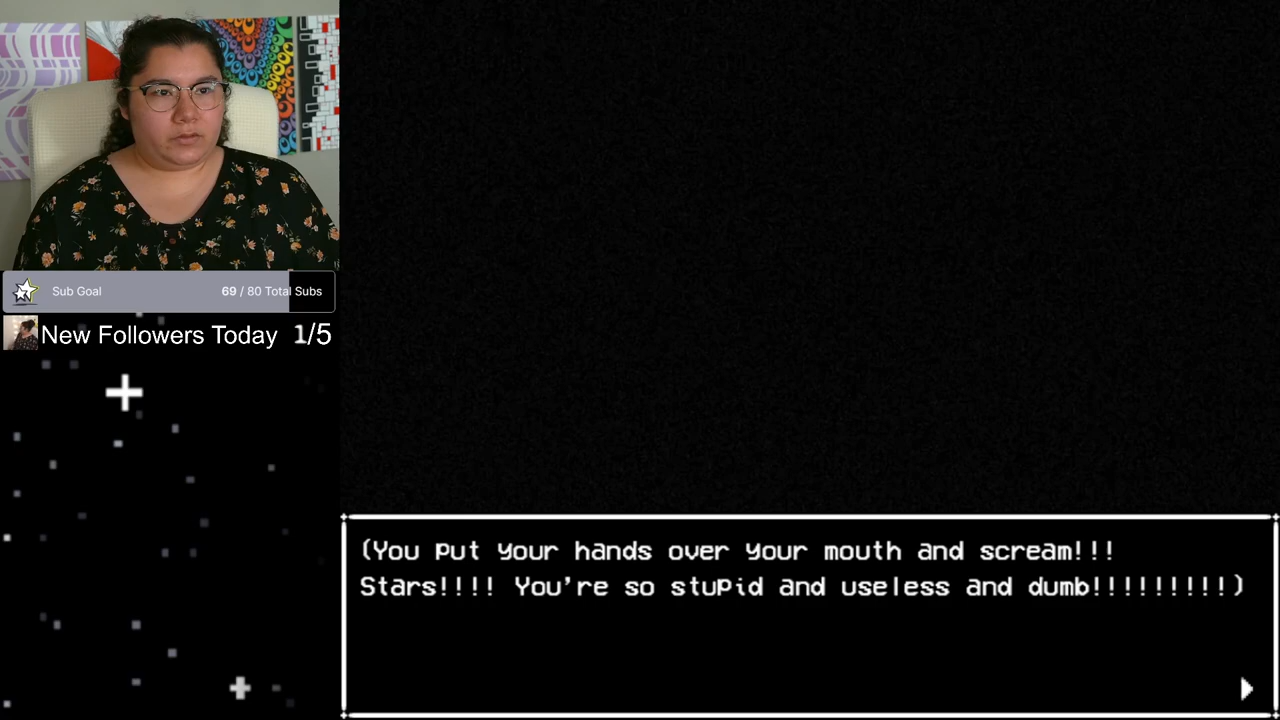 Sub Goal 69 / 80 Total Subs
New Followers Today 1/5
(You put your hands over your mouth and scream!!!
Stars!!!! You're so stupid and useless and dumb!!!!!!!!!)